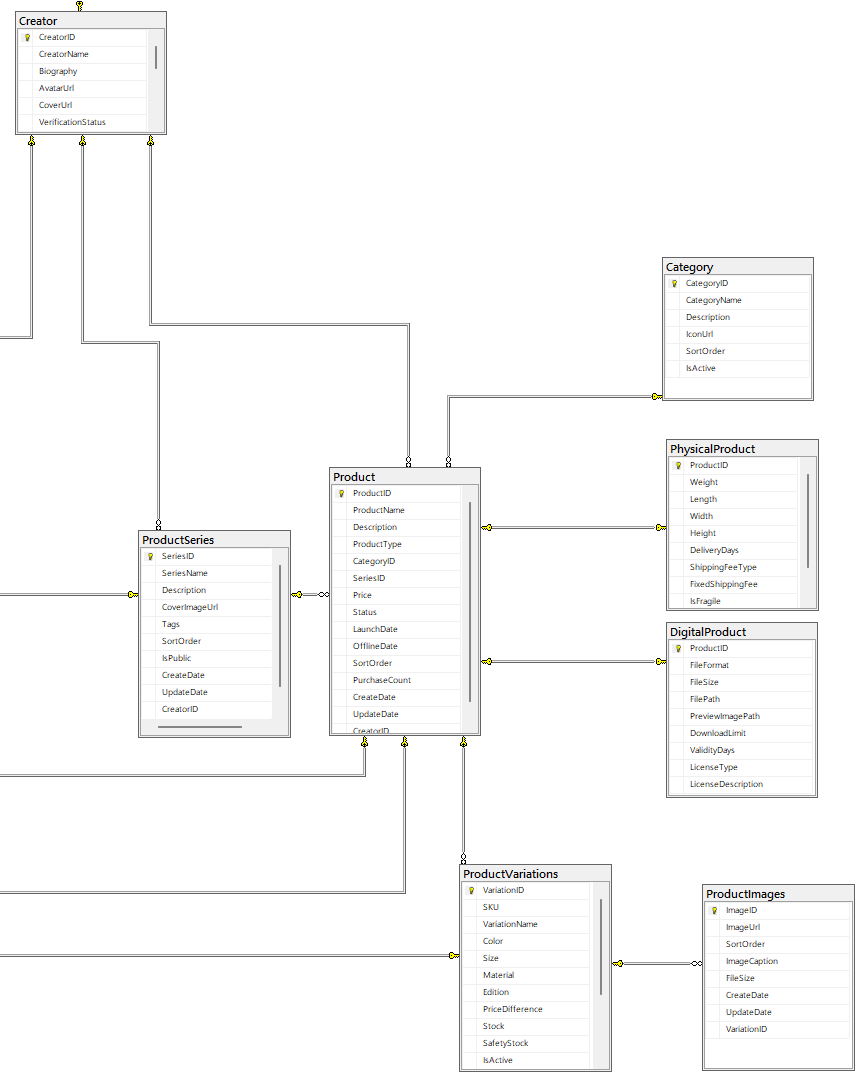 Creator
CreatorID
CreatorName
Biography
AvatarUrl
CoverUrl
VerificationStatus
Category
CategoryID
CategoryName
Description
IconUrl
SortOrder
IsActive
PhysicalProduct
ProductID
Weight
Length
Width
Height
DeliveryDays
ShippingFeeType
FixedShippingFee
IsFragile
Product
ProductID
ProductName
Description
ProductType
CategoryID
SeriesID
Price
Status
LaunchDate
OfflineDate
SortOrder
PurchaseCount
CreateDate
UpdateDate
CreatorID
ProductSeries
SeriesID
SeriesName
Description
CoverImageUrl
Tags
SortOrder
IsPublic
CreateDate
UpdateDate
CreatorID
DigitalProduct
ProductID
FileFormat
FileSize
FilePath
PreviewImagePath
DownloadLimit
ValidityDays
LicenseType
LicenseDescription
ProductVariations
VariationID
SKU
VariationName
Color
Size
Material
Edition
PriceDifference
Stock
SafetyStock
IsActive
ProductImages
ImageID
ImageUrl
SortOrder
ImageCaption
FileSize
CreateDate
UpdateDate
VariationID